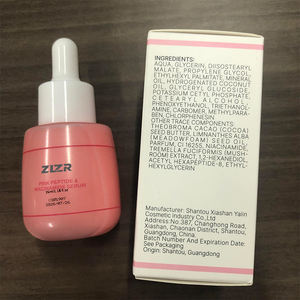 ZIZR
PINK PEPTIDE &
INGREDIENTS:
AQUA, GLYCERIN, DIISOSTEARYL
MALATE, PROPYLENE GLYCOL,
ETHYLHEXYL PALMITATE, MINERAL
OIL, HYDROGENATED COCONUT
OIL, GLYCERYL GLUCOSIDE,
POTASSIUM CETYL PHOSPHATE,
CETEARYL ALCOHOL,
PHENOXYETHANOL, TRIETHANOL-
AMINE, CARBOMER, METHYLPARA-
BEN, CHLORPHENESIN
OTHER TRACE COMPONENTS:
THEOBROMA CACAO (COCOA)
SEED BUTTER, LIMNANTHES ALBA
(MEADOWFOAM) SEED OIL,
PARFUM, CI 16255, NIACINAMIDE,
TREMELLA FUCIFORMIS (MUSH-
ROOM) EXTRACT, 1,2-HEXANEDIOL,
ACETYL HEXAPEPTIDE-8, ETHYL-
HEXYLGLYCERIN
Manufacturer: Shantou Xiashan Yalin
Cosmetic industry Co.,Ltd
Address:No.387, Changhong Road,
Xiashan, Chaonan District, Shantou,
Guangdong, China.
Batch Number And Expiration Date:
See Packaging
Origin: Shantou, Guangdong